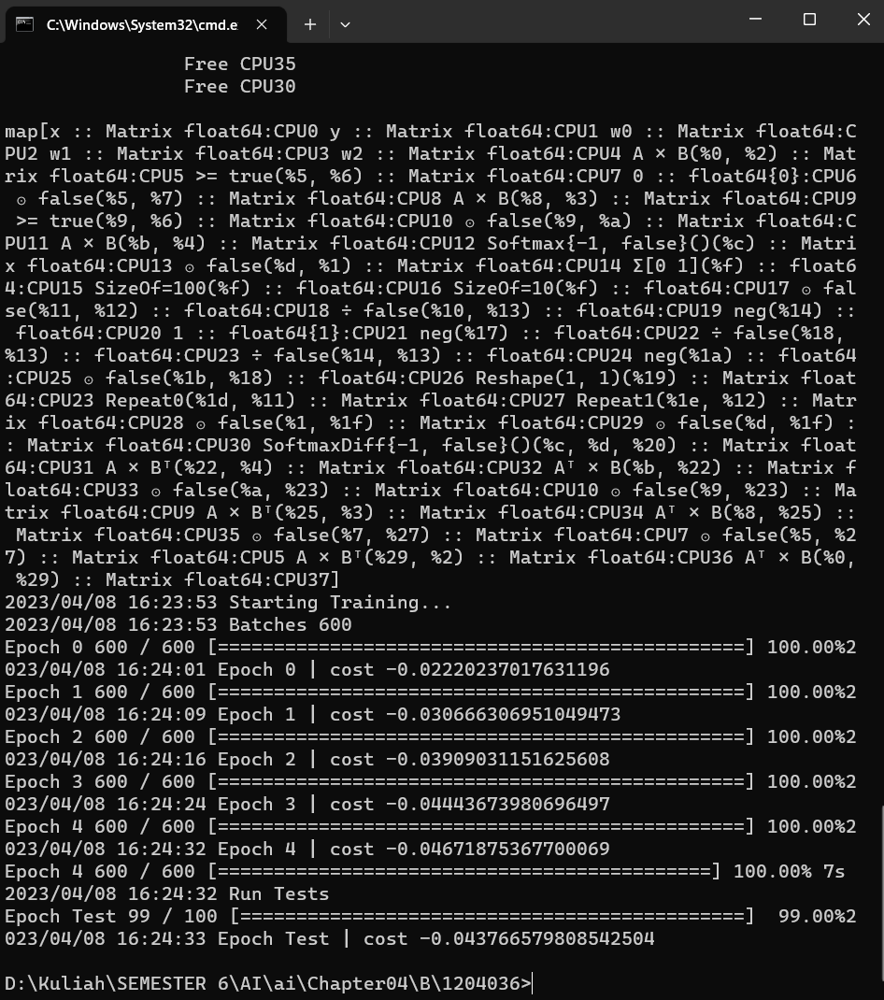 C:\Windows\System32\cmd.e
Free CPU35
Free CPU30
map[x :: Matrix float64:CPU0 y :: Matrix float64:CPU1 w0 :: Matrix float64:C
PU2 w1 :: Matrix float64:CPU3 w2 :: Matrix float64:CPU4 A × B(%0, %2) :: Mat
rix float64:CPU5 >= true(%5, %6) :: Matrix float64:CPU7 0 :: float64{0}:CPU6
⊙ false(%5, %7) :: Matrix float64:CPU8 A × B(%8, %3) :: Matrix float64:CPU9
>= true(%9, %6) :: Matrix float64:CPU10 ⊙ false(%9, %a) :: Matrix float64:C
PU11 A × B(%b, %4) :: Matrix float64:CPU12 Softmax{-1, false}()(%c) :: Matri
x float64:CPU13 ⊙ false(%d, %1) :: Matrix float64:CPU14 Σ[0 1](%f) :: float6
4:CPU15 SizeOf=100(%f) :: float64:CPU16 SizeOf=10(%f) :: float64:CPU17 ⊙ fal
se(%11, %12) :: float64:CPU18 ÷ false(%10, %13) :: float64:CPU19 neg(%14) ::
float64:CPU20 1 :: float64{1}:CPU21 neg(%17) :: float64:CPU22 ÷ false(%18,
%13) :: float64:CPU23 ÷ false(%14, %13) :: float64:CPU24 neg(%1a) :: float64
:CPU25 ⊙ false(%1b, %18) :: float64:CPU26 Reshape(1, 1)(%19) :: Matrix float
64:CPU23 Repeat0(%1d, %11) :: Matrix float64:CPU27 Repeat1(%1e, %12) :: Matr
ix float64:CPU28 ⊙ false(%1, %1f) :: Matrix float64:CPU29 ⊙ false(%d, %1f) :
: Matrix float64:CPU30 SoftmaxDiff{-1, false}()(%c, %d, %20) :: Matrix float
64:CPU31 A × Bᵀ(%22, %4) :: Matrix float64:CPU32 Aᵀ × B(%b, %22) :: Matrix f
loat64:CPU33 ⊙ false(%a, %23) :: Matrix float64:CPU10 ⊙ false(%9, %23) :: Ma
trix float64:CPU9 A × Bᵀ(%25, %3) :: Matrix float64:CPU34 Aᵀ × B(%8, %25) ::
Matrix float64:CPU35 ⊙ false(%7, %27) :: Matrix float64:CPU7 ⊙ false(%5, %2
7) :: Matrix float64:CPU5 A × Bᵀ(%29, %2) :: Matrix float64:CPU36 Aᵀ × B(%0,
%29) :: Matrix float64:CPU37]
2023/04/08 16:23:53 Starting Training...
2023/04/08 16:23:53 Batches 600
Epoch 0 600 / 600 [===============================================] 100.00%2
023/04/08 16:24:01 Epoch 0 | cost -0.02220237017631196
Epoch 1 600 / 600 [===============================================] 100.00%2
023/04/08 16:24:09 Epoch 1 | cost -0.030666306951049473
Epoch 2 600 / 600 [===============================================] 100.00%2
023/04/08 16:24:16 Epoch 2 | cost -0.03909031151625608
Epoch 3 600 / 600 [===============================================] 100.00%2
023/04/08 16:24:24 Epoch 3 | cost -0.04443673980696497
Epoch 4 600 / 600 [===============================================] 100.00%2
023/04/08 16:24:32 Epoch 4 | cost -0.04671875367700069
Epoch 4 600 / 600 [============================================] 100.00% 7s
2023/04/08 16:24:32 Run Tests
Epoch Test 99 / 100 [=============================================]  99.00%2
023/04/08 16:24:33 Epoch Test | cost -0.043766579808542504
D:\Kuliah\SEMESTER 6\AI\ai\Chapter04\B\1204036>